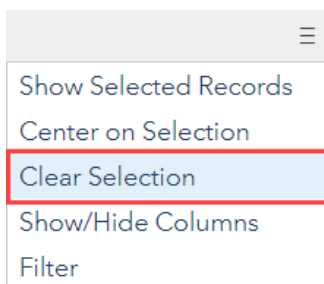 Show Selected Records
Center on Selection
Clear Selection
Show/Hide Columns
Filter